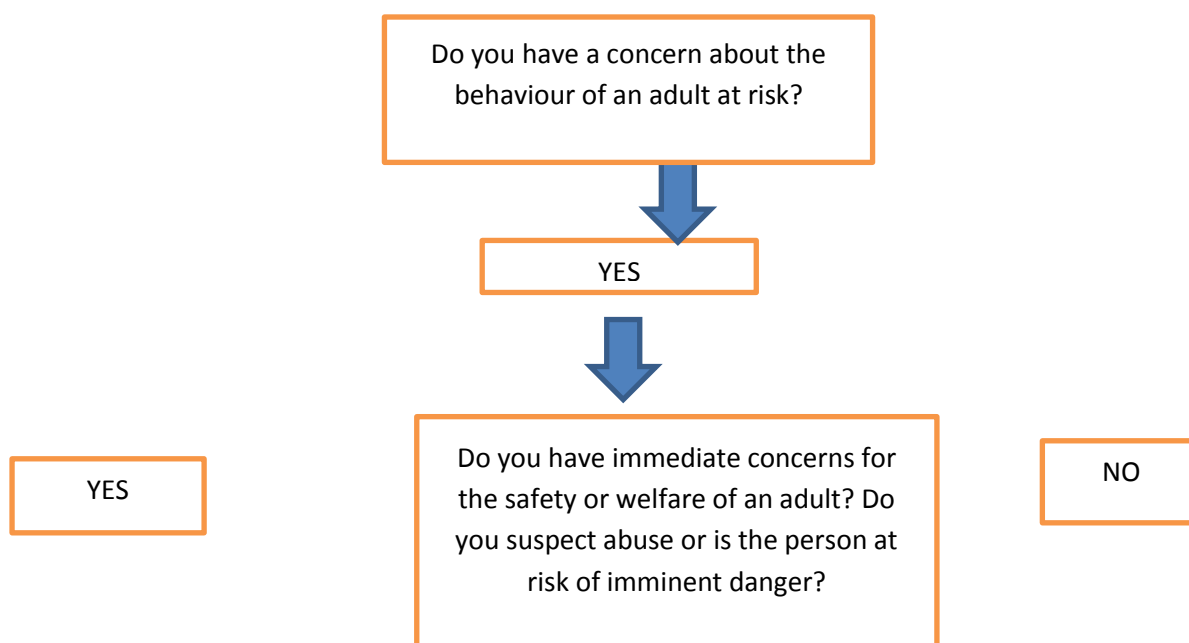 Do you have a concern about the
behaviour of an adult at risk?
YES
YES
Do you have immediate concerns for
the safety or welfare of an adult? Do
you suspect abuse or is the person at
risk of imminent danger?
NO